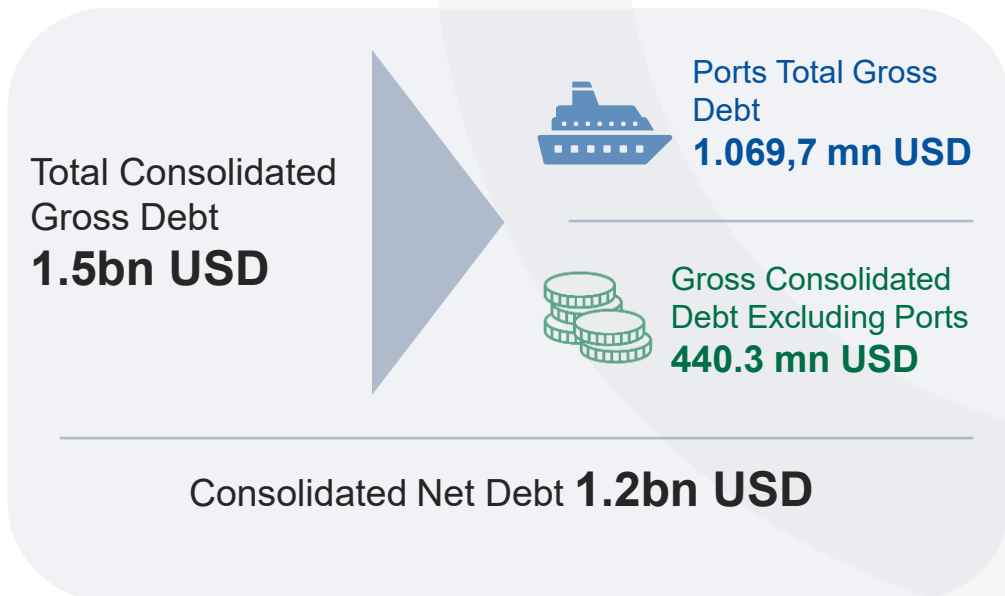 Total Consolidated
Gross Debt
1.5bn USD
Ports Total Gross
Debt
1.069,7 mn USD
Gross Consolidated
Debt Excluding Ports
440.3 mn USD
Consolidated Net Debt 1.2bn USD